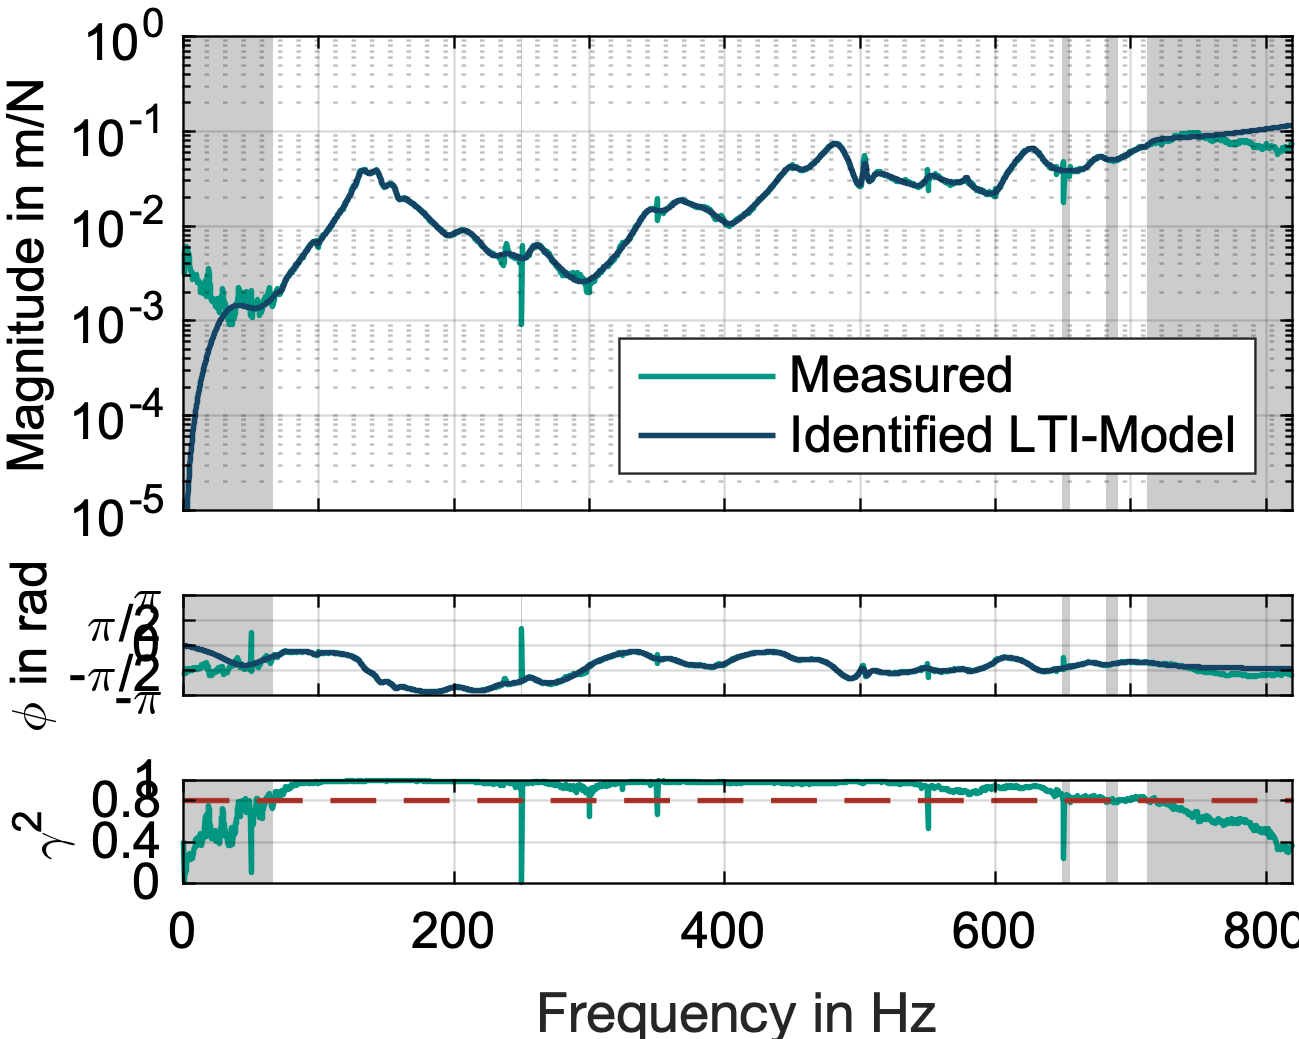 10^0
10^-1
10^-2
10^-3
10^-4
10^-5
Magnitude in m/N
Measured
Identified LTI-Model
π
π/2
0
-π/2
-π
ϕ in rad
1
0.8
0.4
0
γ^2
0 200 400 600 800
Frequency in Hz